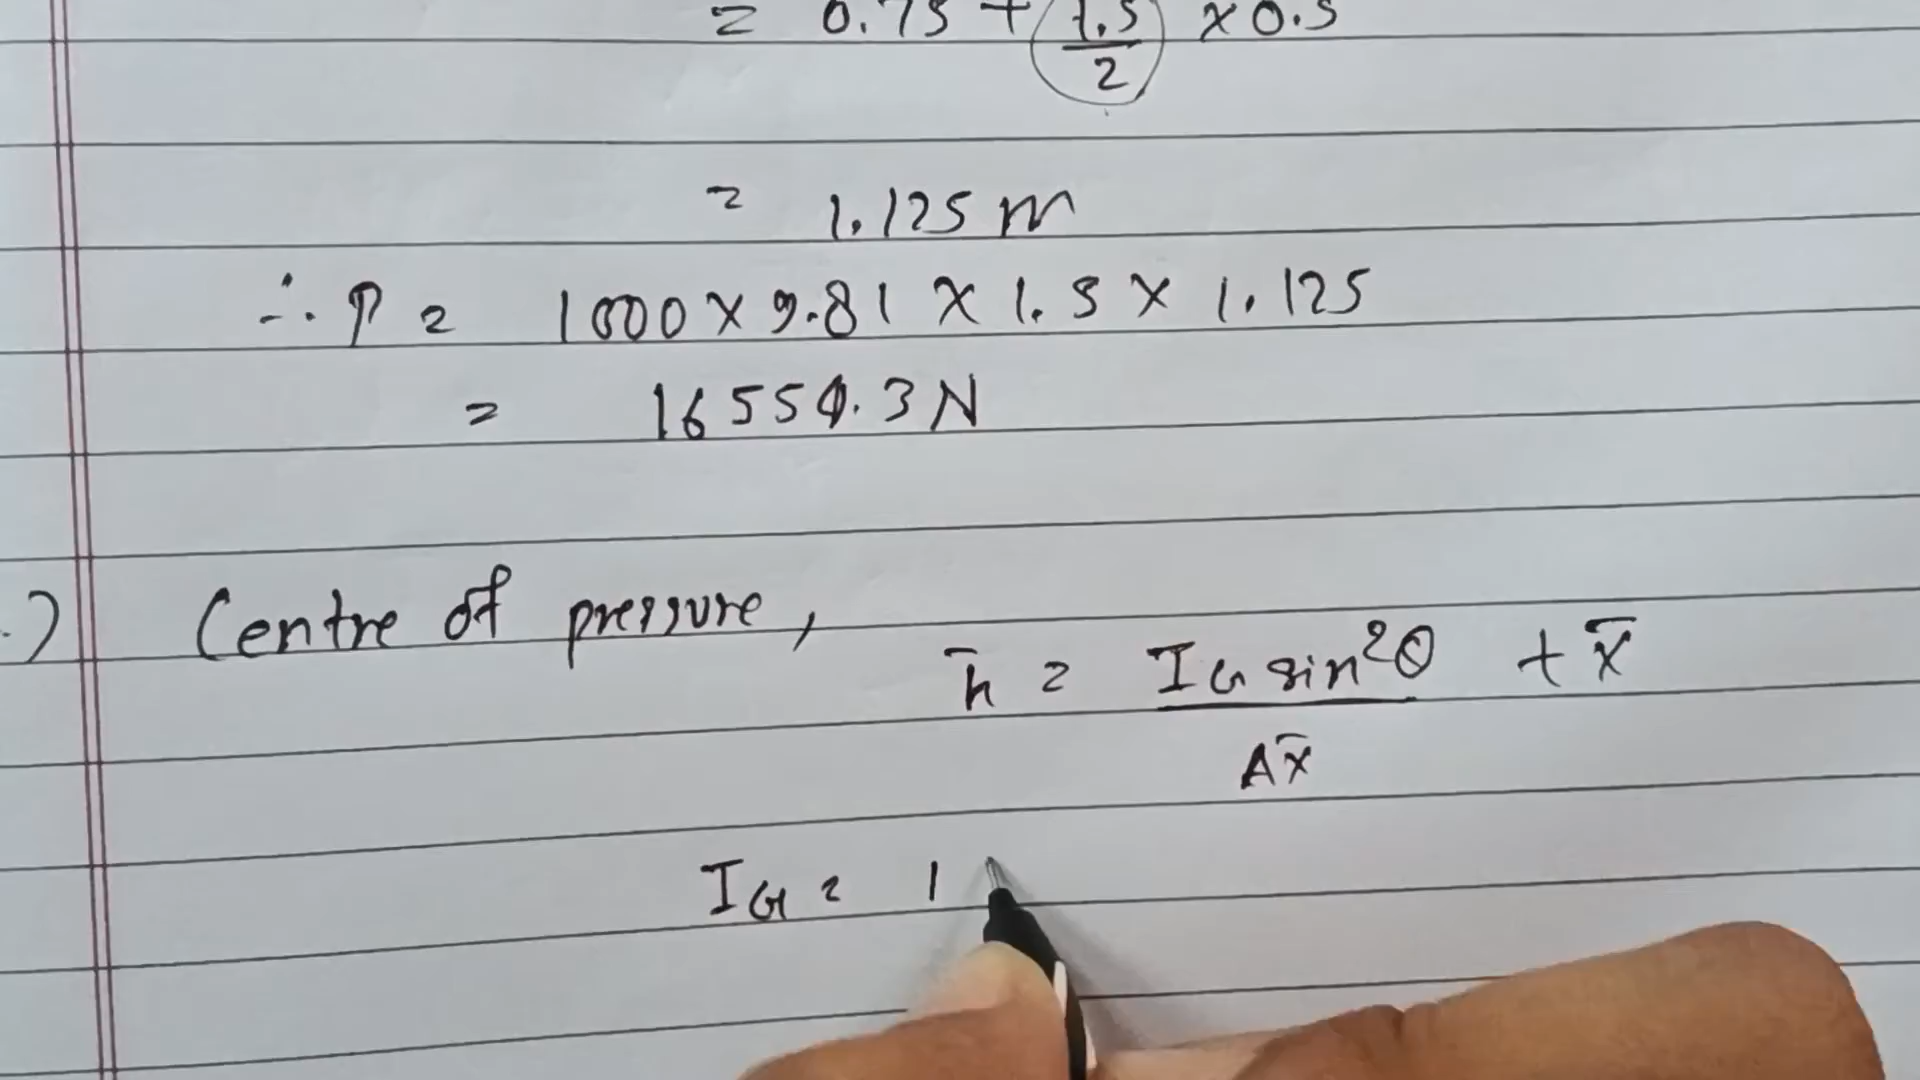 = 0.75 + 1.5/2 × 0.5
= 1.125 m
∴ P = 1000 × 9.81 × 1.5 × 1.125
= 16554.3 N
.) Centre of pressure,
h̄ = IG sin²θ / Ax̄ + x̄
IG = 1